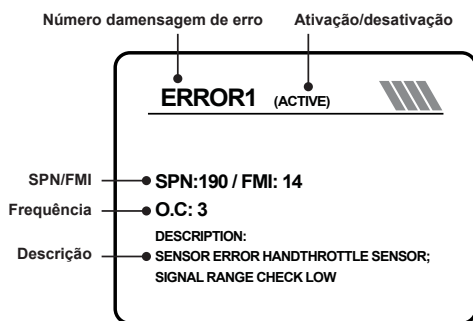 Número damensagem de erro
Ativação/desativação
ERROR1 (ACTIVE)
SPN/FMI
SPN:190 / FMI: 14
Frequência
O.C: 3
DESCRIPTION:
Descrição
SENSOR ERROR HANDTHROTTLE SENSOR;
SIGNAL RANGE CHECK LOW